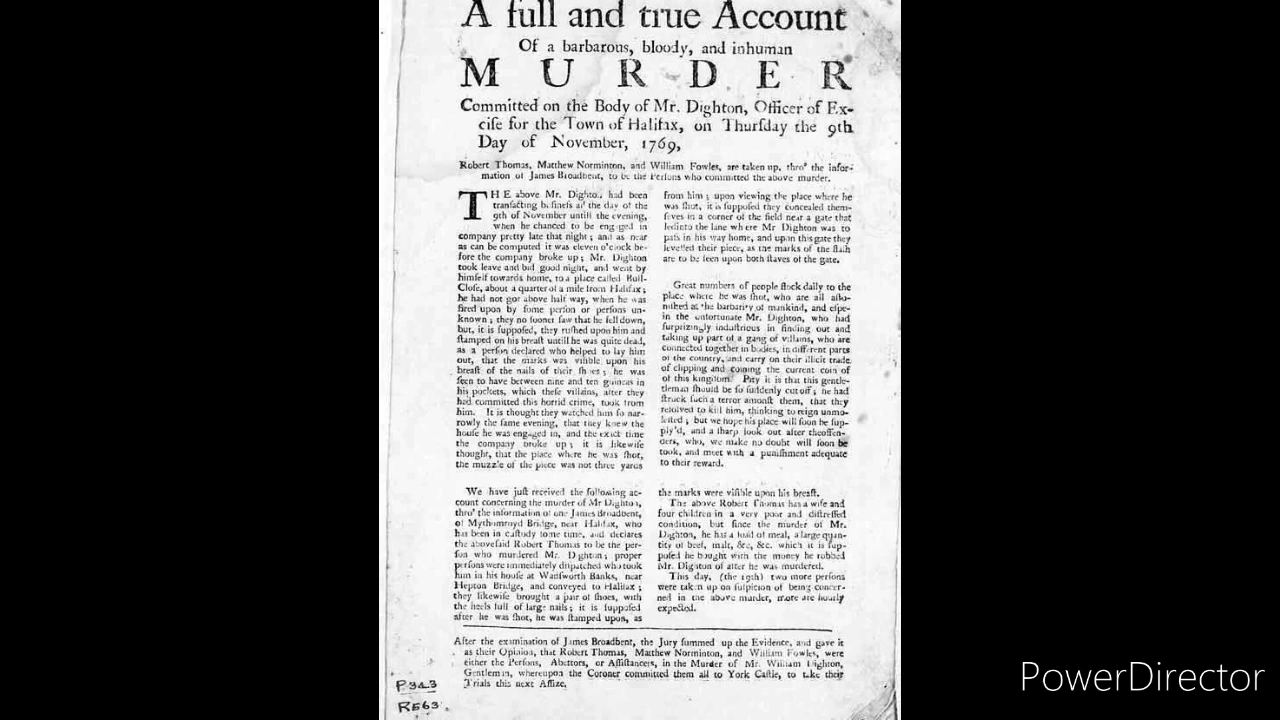 A full and true Account
Of a barbarous, bloody, and inhuman
MURDER
Committed on the Body of Mr. Dighton, Officer of Ex-
ciſe for the Town of Halifax, on Thurſday the 9th
Day of November, 1769,
Robert Thomas, Matthew Norminton, and William Fowles, are taken up, thro' the infor-
mation of James Broadbent, to be the Perſons who committed the above murder.
THE above Mr. Dighton, had been
tranſacting buſineſs all the day of the
9th of November untill the evening,
when he chanced to be engaged in
company pretty late that night; and as near
as can be computed it was eleven o'clock be-
fore the company broke up; Mr. Dighton
took leave and bid good night, and went by
himſelf towards home, to a place called Bull-
Cloſe, about a quarter of a mile from Halifax;
he had not got above half way, when he was
fired upon by ſome perſon or perſons un-
known; they no ſooner ſaw that he fell down,
but, it is ſuppoſed, they ruſhed upon him and
ſtamped on his breaſt untill he was quite dead,
as a perſon declared who helped to lay him
out, that the marks was viſible upon his
breaſt of the nails of their ſhoes; he was
ſeen to have between nine and ten guineas in
his pockets, which theſe villains, after they
had committed this horrid crime, took from
him. It is thought they watched him ſo nar-
rowly the ſame evening, that they knew the
houſe he was engaged in, and the exact time
the company broke up; it is likewiſe
thought, that the place where he was ſhot,
the muzzle of the piece was not three yards
from him; upon viewing the place where he
was ſhot, it is ſuppoſed they concealed them-
ſelves in a corner of the field near a gate that
led into the lane where Mr Dighton was to
paſs in his way home, and upon this gate they
levelled their piece, as the marks of the flaſh
are to be ſeen upon both ſtaves of the gate.
Great numbers of people flock daily to the
place where he was ſhot, who are all aſto-
niſhed at the barbarity of mankind, and eſpe-
in the unfortunate Mr. Dighton, who had
ſurprizingly induſtrious in finding out and
taking up part of a gang of villains, who are
connected together in bodies, in different parts
of the country, and carry on their illicit trade
of clipping and coining the current coin of
of this kingdom. Pity it is that this gentle-
tleman ſhould be ſo ſuddenly cut off; he had
ſtruck ſuch a terror amonſt them, that they
reſolved to kill him, thinking to reign unmo-
leſted; but we hope his place will ſoon be ſup-
ply'd, and a ſharp look out after theoffen-
ders, who, we make no doubt will ſoon be
took, and meet with a puniſhment adequate
to their reward.
We have juſt received the following ac-
count concerning the murder of Mr Dighton,
thro' the information of one James Broadbent,
of Mythomroyd Bridge, near Halifax, who
has been in cuſtody ſome time, and declares
the aboveſaid Robert Thomas to be the per-
ſon who murdered Mr. Dighton; proper
perſons were immediately diſpatched who took
him in his houſe at Wadſworth Banks, near
Hepton Bridge, and conveyed to Halifax;
they likewiſe brought a pair of ſhoes, with
the heels full of large nails; it is ſuppoſed
after he was ſhot, he was ſtamped upon, as
the marks were viſible upon his breaſt.
The above Robert Thomas has a wife and
four children in a very poor and diſtreſſed
condition, but ſince the murder of Mr.
Dighton, he has a load of meal, a large quan-
tity of beef, malt, &c, &c. which it is ſup-
poſed he bought with the money he robbed
Mr. Dighton of after he was murdered.
This day, (the 19th) two more perſons
were taken up on ſuſpicion of being concer-
ned in the above murder, more are hourly
expected.
After the examination of James Broadbent, the Jury ſummed up the Evidence, and gave it
as their Opinion, that Robert Thomas, Matthew Norminton, and William Fowles, were
either the Perſons, Abettors, or Aſſiſtancers, in the Murder of Mr. William Dighton,
Gentleman, whereupon the Coroner committed them all to York Caſtle, to take their
Trials this next Aſſize.
P343
R563
PowerDirector